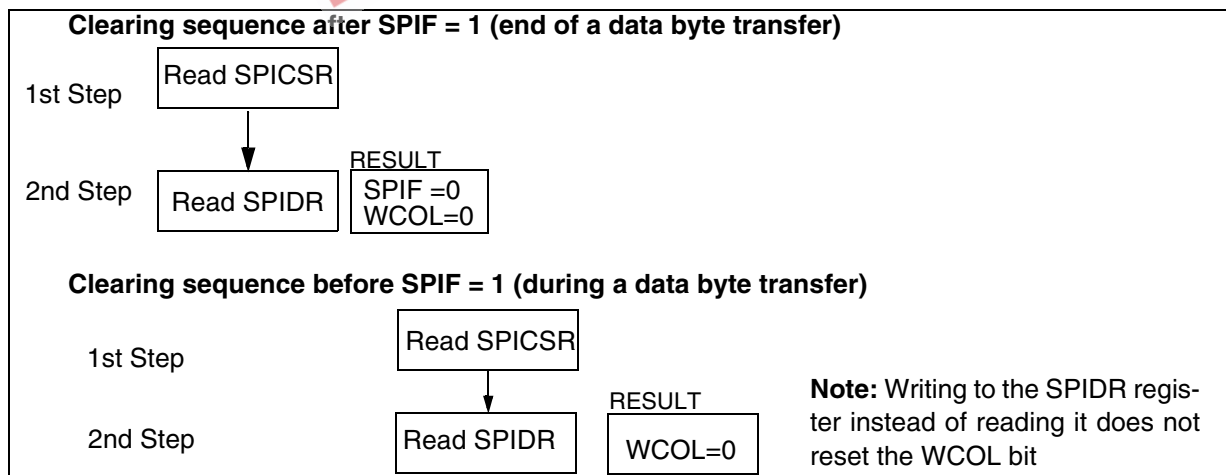 Clearing sequence after SPIF = 1 (end of a data byte transfer)
1st Step
Read SPICSR
2nd Step
Read SPIDR
RESULT
SPIF =0
WCOL=0
Clearing sequence before SPIF = 1 (during a data byte transfer)
1st Step
Read SPICSR
2nd Step
Read SPIDR
RESULT
WCOL=0
Note: Writing to the SPIDR regis-
ter instead of reading it does not
reset the WCOL bit